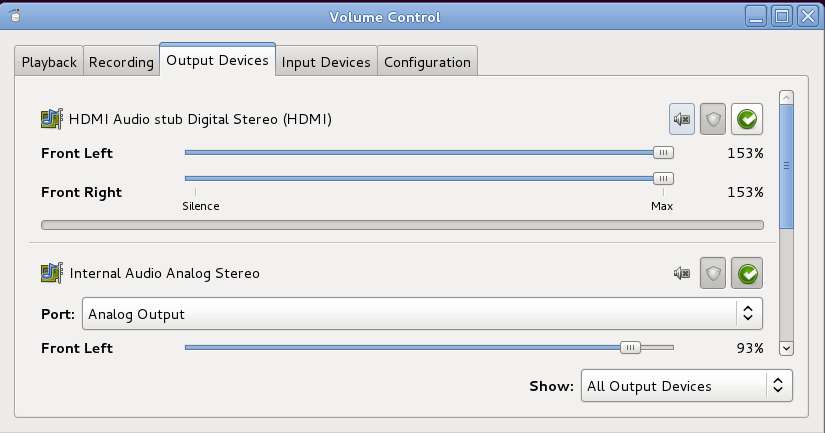 Volume Control
Playback Recording Output Devices Input Devices Configuration
HDMI Audio stub Digital Stereo (HDMI)
Front Left 153%
Front Right 153%
Silence Max
Internal Audio Analog Stereo
Port: Analog Output
Front Left 93%
Show: All Output Devices